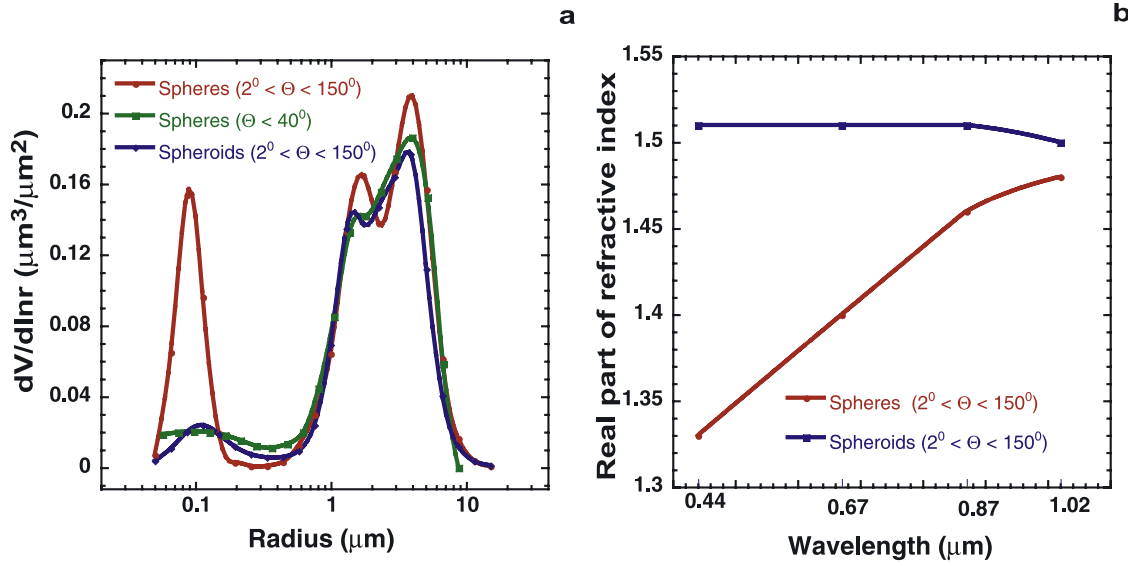 a
dV/dlnr (μm³/μm²)
0.2
0.16
0.12
0.08
0.04
0
Spheres (2⁰ < Θ < 150⁰)
Spheres (Θ < 40⁰)
Spheroids (2⁰ < Θ < 150⁰)
0.1 1 10
Radius (μm)
b
Real part of refractive index
1.55
1.5
1.45
1.4
1.35
1.3
Spheres (2⁰ < Θ < 150⁰)
Spheroids (2⁰ < Θ < 150⁰)
0.44 0.67 0.87 1.02
Wavelength (μm)